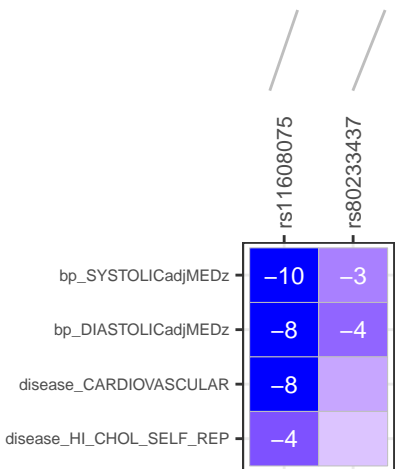 rs11608075
rs80233437
bp_SYSTOLICadjMEDz −10 −3
bp_DIASTOLICadjMEDz −8 −4
disease_CARDIOVASCULAR −8
disease_HI_CHOL_SELF_REP −4